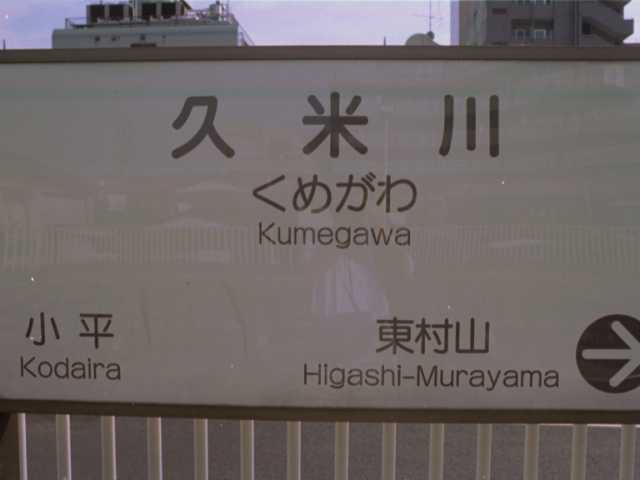 久米川
くめがわ
Kumegawa
小平
Kodaira
東村山
Higashi-Murayama